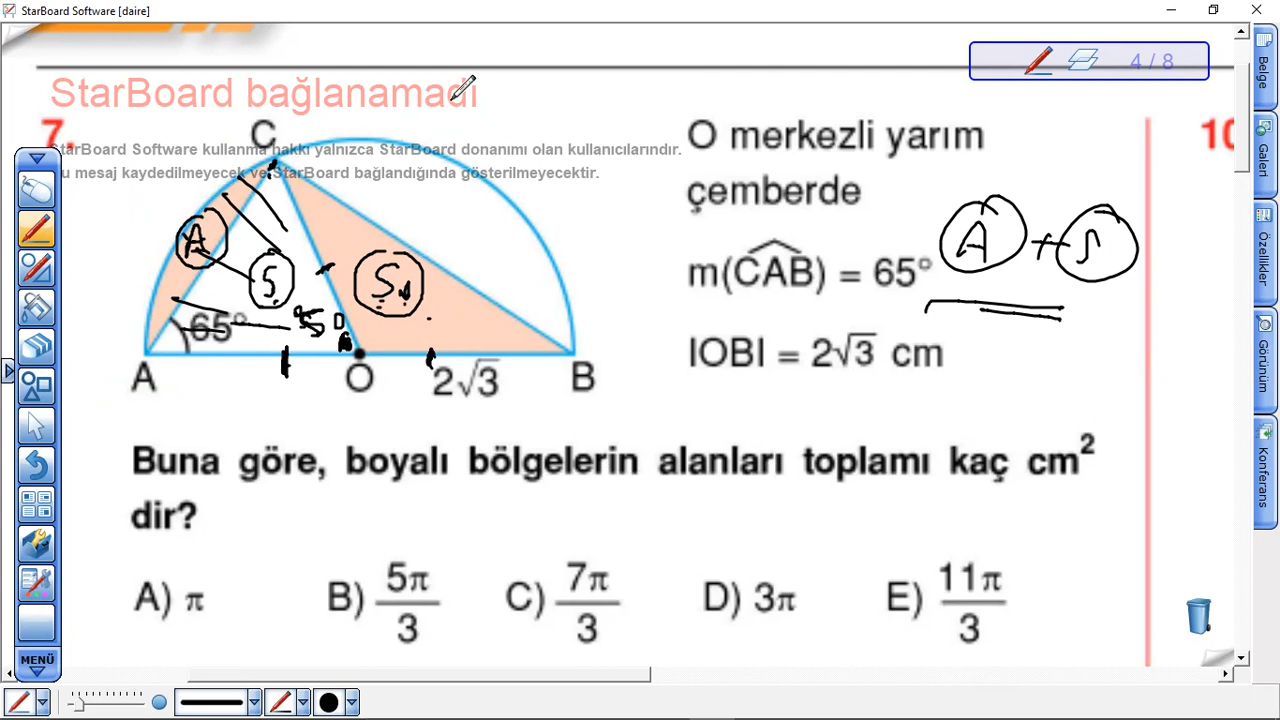 StarBoard Software [daire]
4 / 8
StarBoard bağlanamadı
StarBoard Software kullanma hakkı yalnızca StarBoard donanımı olan kullanıcılarındır.
u mesaj kaydedilmeyecek ve StarBoard bağlandığında gösterilmeyecektir.
7.
C
A
S
S
S
65°
A
O
2√3
B
O merkezli yarım
çemberde
m(CAB) = 65°
A + S
IOBI = 2√3 cm
10
Buna göre, boyalı bölgelerin alanları toplamı kaç cm²
dir?
A) π B) 5π/3 C) 7π/3 D) 3π E) 11π/3
MENÜ
Belge
Galeri
Özellikler
Görünüm
Konferans